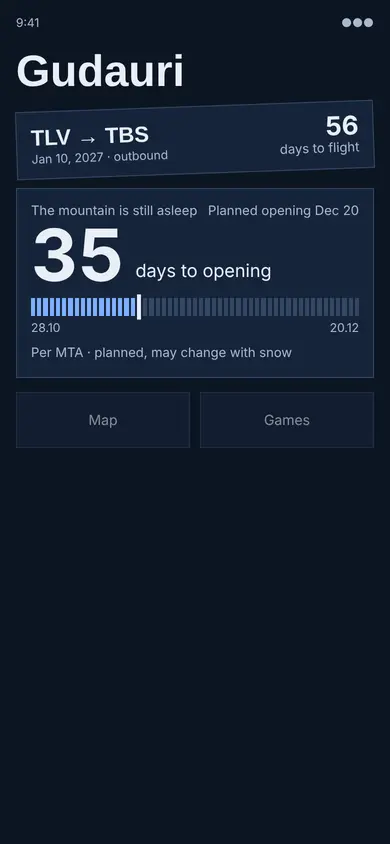 9:41
Gudauri
TLV → TBS
Jan 10, 2027 · outbound
56
days to flight
The mountain is still asleep
Planned opening Dec 20
35 days to opening
28.10
20.12
Per MTA · planned, may change with snow
Map
Games